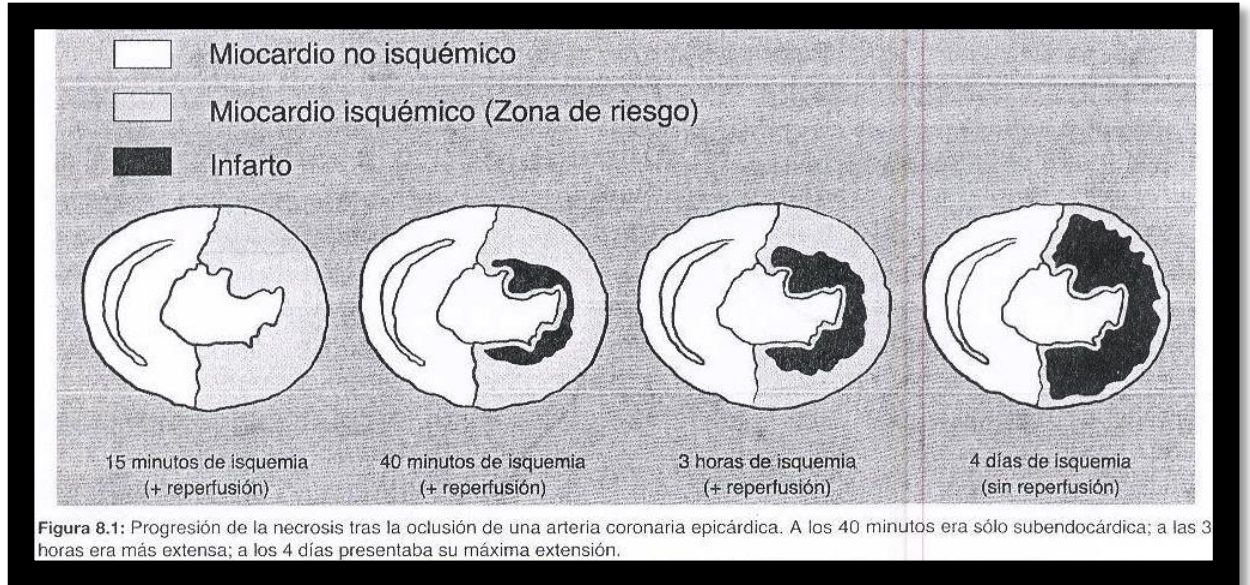 Miocardio no isquémico
Miocardio isquémico (Zona de riesgo)
Infarto
15 minutos de isquemia
(+ reperfusión)
40 minutos de isquemia
(+ reperfusión)
3 horas de isquemia
(+ reperfusión)
4 días de isquemia
(sin reperfusión)
Figura 8.1: Progresión de la necrosis tras la oclusión de una arteria coronaria epicárdica. A los 40 minutos era sólo subendocárdica; a las 3
horas era más extensa; a los 4 días presentaba su máxima extensión.